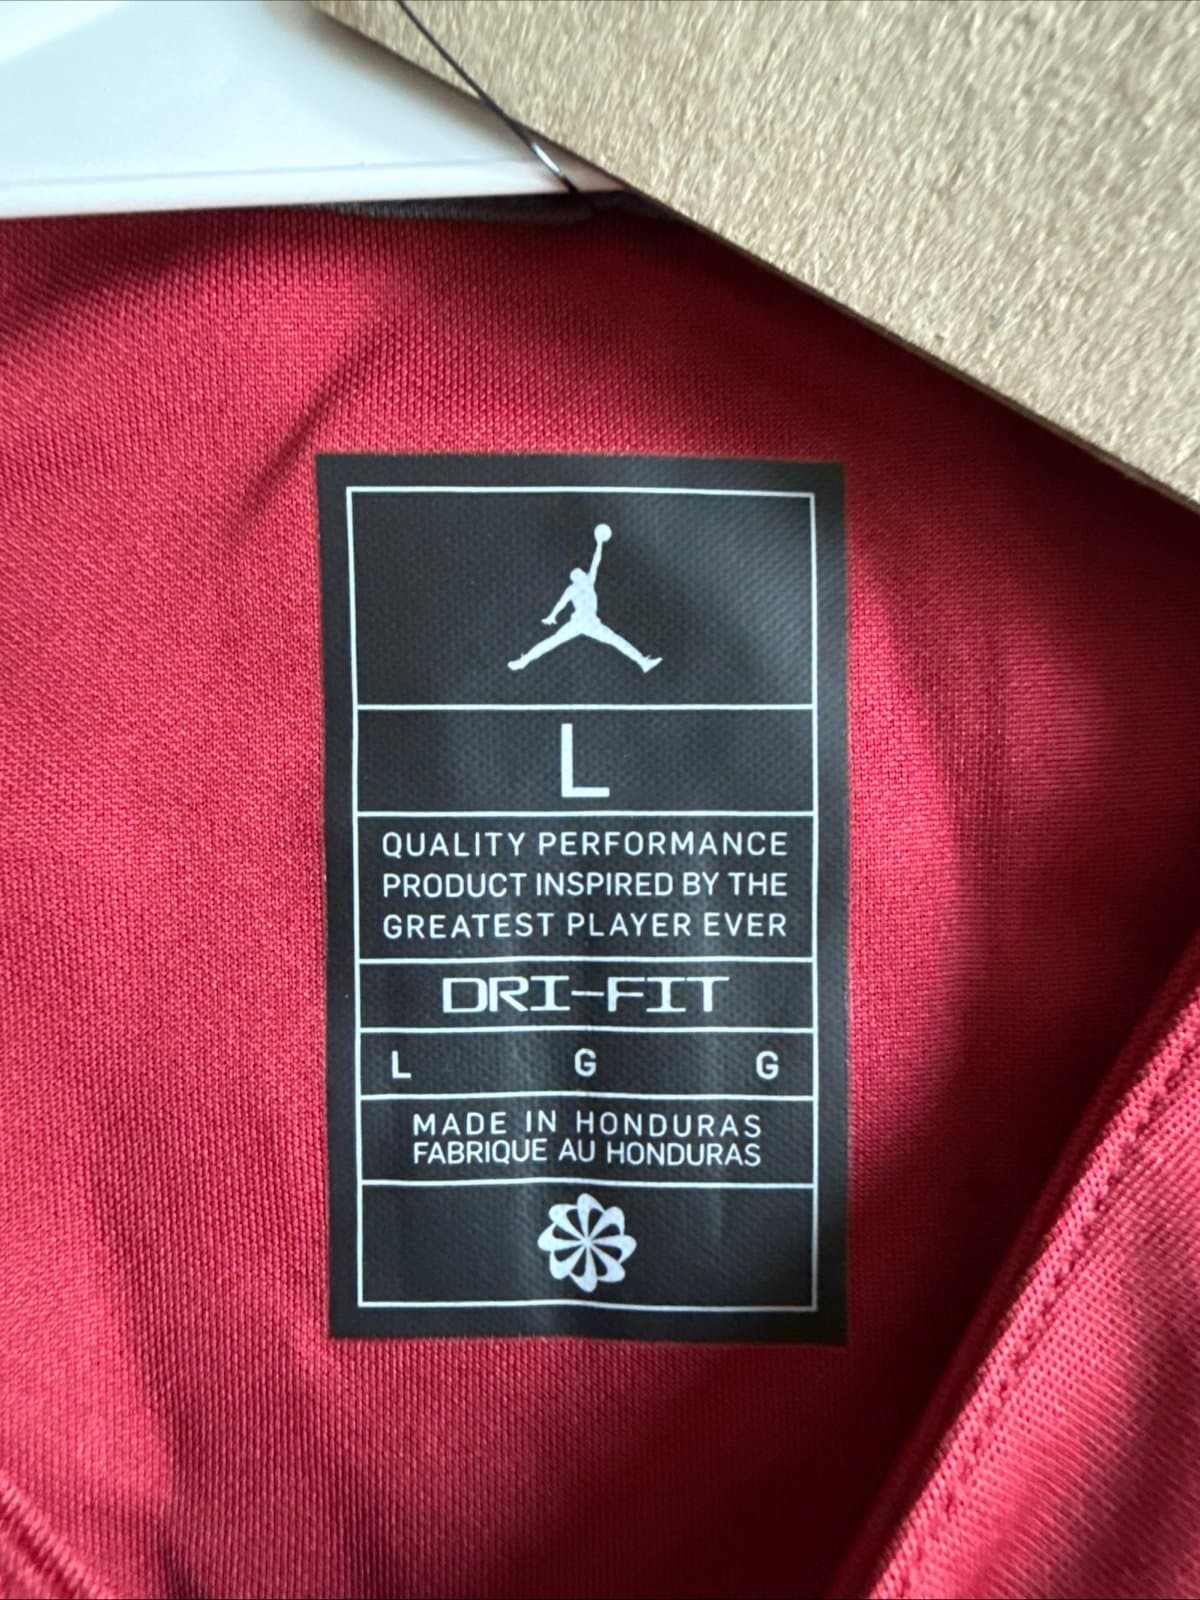 L
QUALITY PERFORMANCE
PRODUCT INSPIRED BY THE
GREATEST PLAYER EVER
DRI-FIT
L G G
MADE IN HONDURAS
FABRIQUE AU HONDURAS